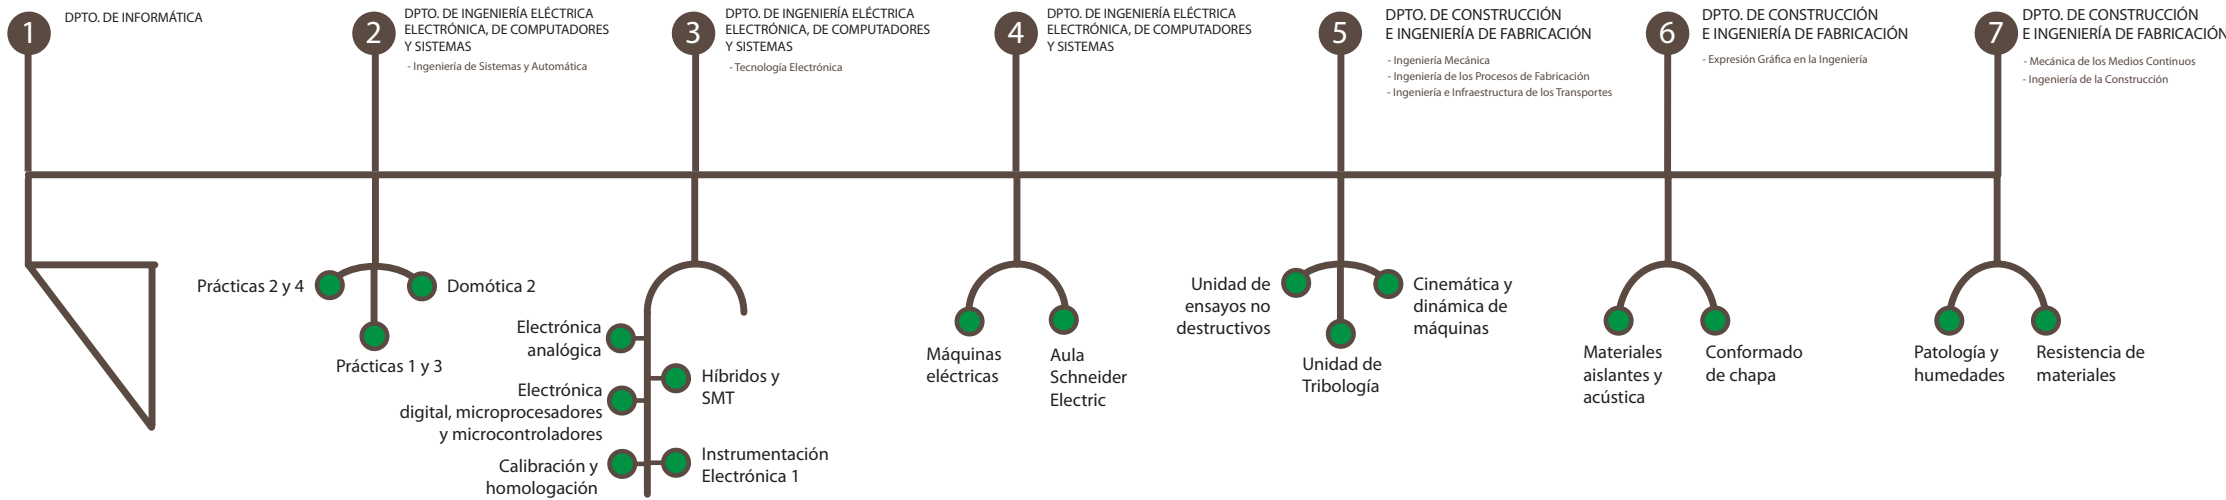 1
DPTO. DE INFORMÁTICA
2
DPTO. DE INGENIERÍA ELÉCTRICA
ELECTRÓNICA, DE COMPUTADORES
Y SISTEMAS
- Ingeniería de Sistemas y Automática
3
DPTO. DE INGENIERÍA ELÉCTRICA
ELECTRÓNICA, DE COMPUTADORES
Y SISTEMAS
- Tecnología Electrónica
4
DPTO. DE INGENIERÍA ELÉCTRICA
ELECTRÓNICA, DE COMPUTADORES
Y SISTEMAS
5
DPTO. DE CONSTRUCCIÓN
E INGENIERÍA DE FABRICACIÓN
- Ingeniería Mecánica
- Ingeniería de los Procesos de Fabricación
- Ingeniería e Infraestructura de los Transportes
6
DPTO. DE CONSTRUCCIÓN
E INGENIERÍA DE FABRICACIÓN
- Expresión Gráfica en la Ingeniería
7
DPTO. DE CONSTRUCCIÓN
E INGENIERÍA DE FABRICACIÓN
- Mecánica de los Medios Continuos
- Ingeniería de la Construcción
Prácticas 2 y 4
Domótica 2
Prácticas 1 y 3
Electrónica
analógica
Híbridos y
SMT
Electrónica
digital, microprocesadores
y microcontroladores
Calibración y
homologación
Instrumentación
Electrónica 1
Máquinas
eléctricas
Aula
Schneider
Electric
Unidad de
ensayos no
destructivos
Cinemática y
dinámica de
máquinas
Unidad de
Tribología
Materiales
aislantes y
acústica
Conformado
de chapa
Patología y
humedades
Resistencia de
materiales